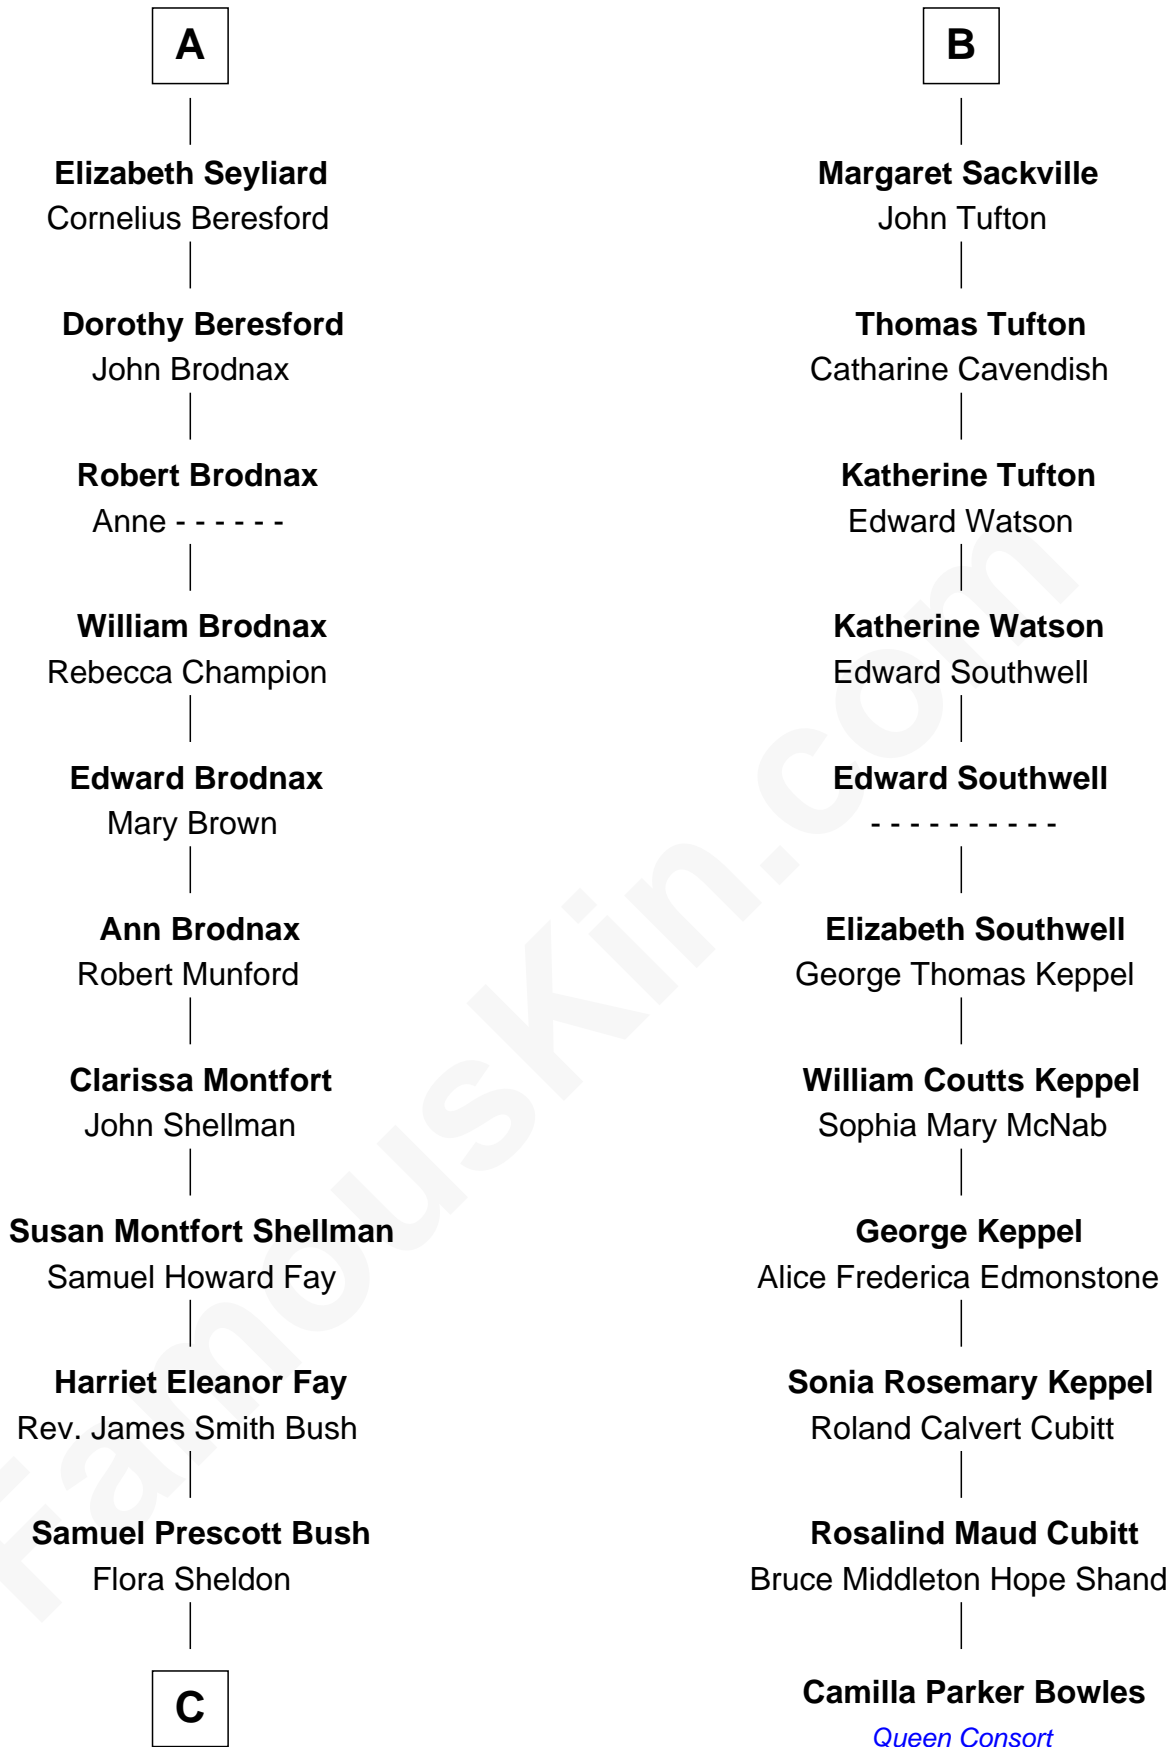 A
Elizabeth Seyliard
Cornelius Beresford
Dorothy Beresford
John Brodnax
Robert Brodnax
Anne - - - - - -
William Brodnax
Rebecca Champion
Edward Brodnax
Mary Brown
Ann Brodnax
Robert Munford
Clarissa Montfort
John Shellman
Susan Montfort Shellman
Samuel Howard Fay
Harriet Eleanor Fay
Rev. James Smith Bush
Samuel Prescott Bush
Flora Sheldon
C
B
Margaret Sackville
John Tufton
Thomas Tufton
Catharine Cavendish
Katherine Tufton
Edward Watson
Katherine Watson
Edward Southwell
Edward Southwell
- - - - - - - - - -
Elizabeth Southwell
George Thomas Keppel
William Coutts Keppel
Sophia Mary McNab
George Keppel
Alice Frederica Edmonstone
Sonia Rosemary Keppel
Roland Calvert Cubitt
Rosalind Maud Cubitt
Bruce Middleton Hope Shand
Camilla Parker Bowles
Queen Consort
FamousKin.com